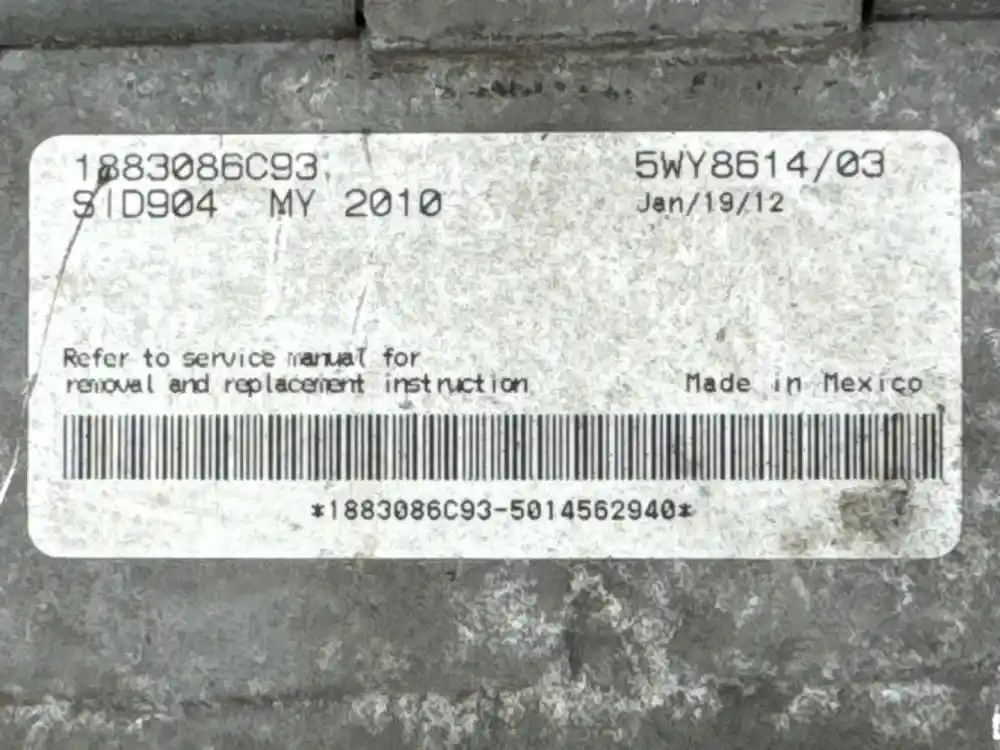 1883086C93 5WY8614/03
SID904 MY 2010 Jan/19/12
Refer to service manual for
removal and replacement instruction Made in Mexico
*1883086C93-5014562940*